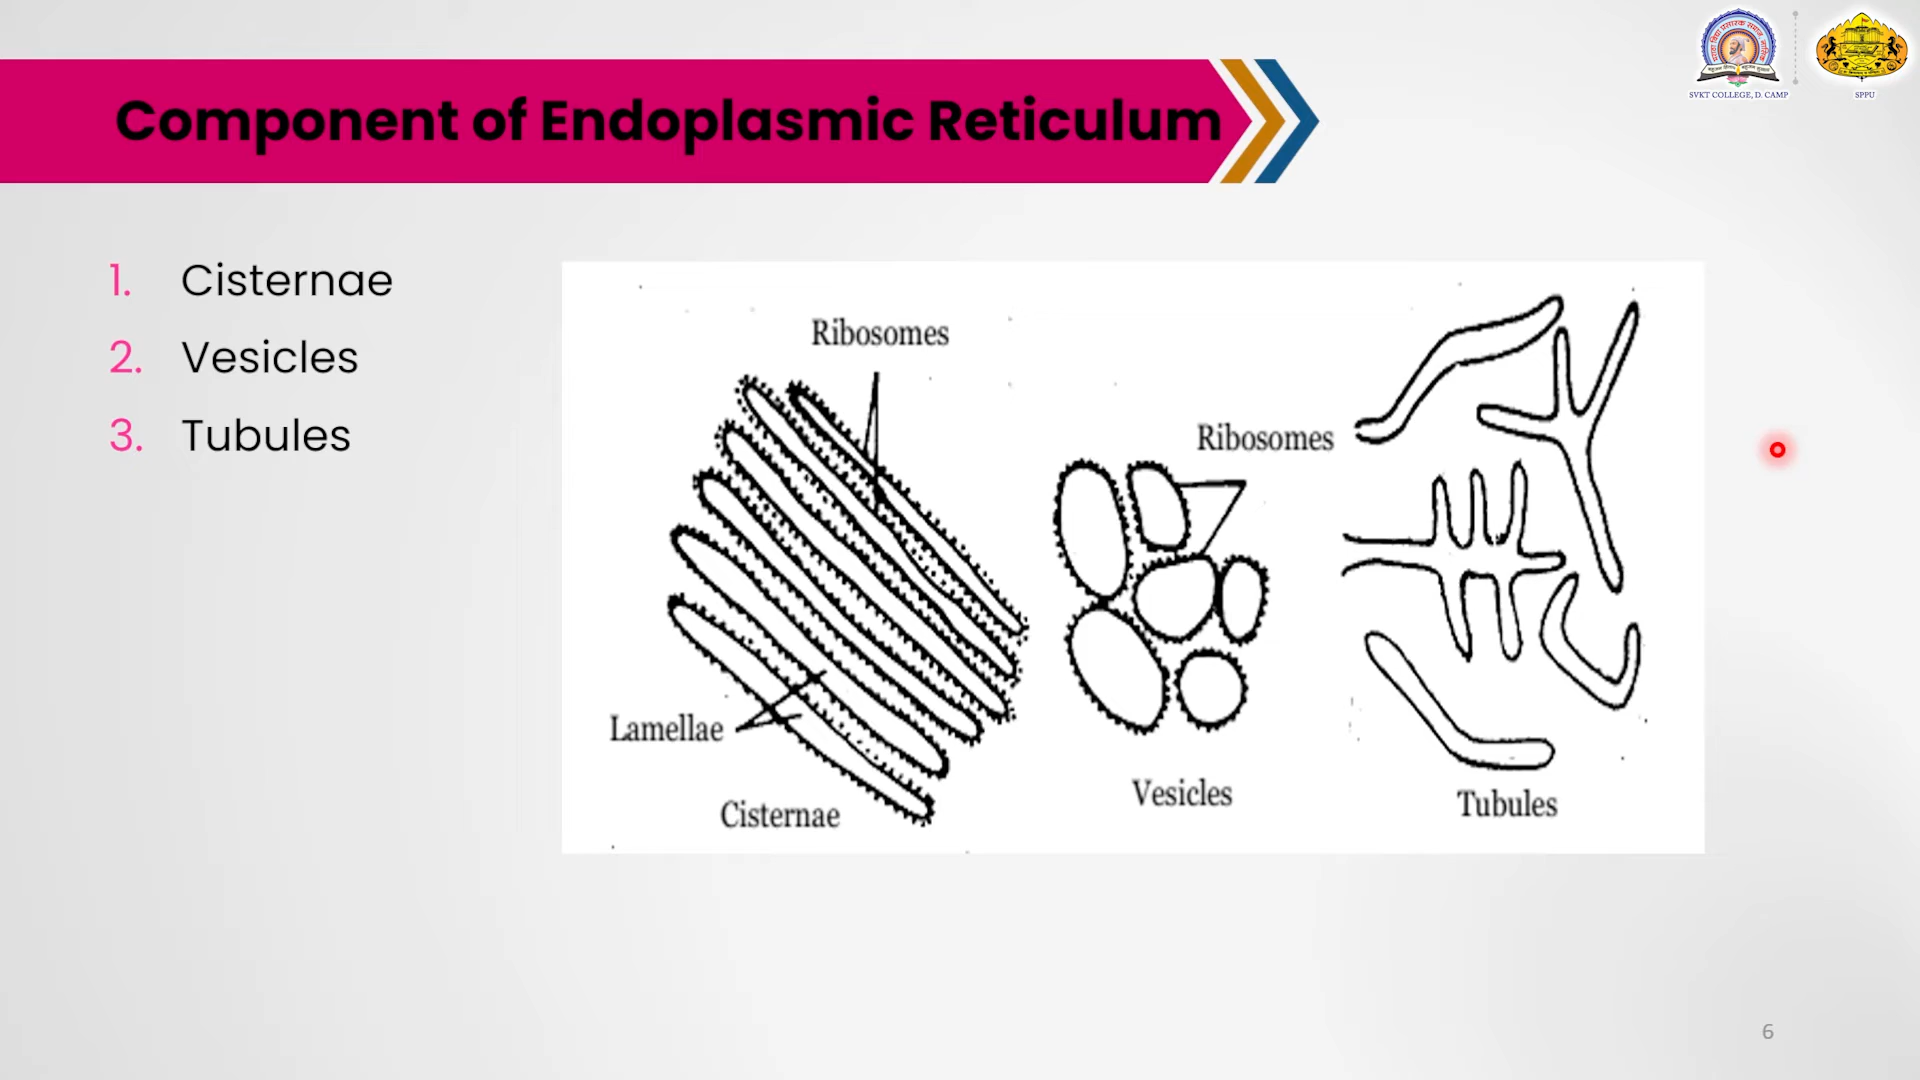 SVKT COLLEGE, D. CAMP
SPPU
Component of Endoplasmic Reticulum
1. Cisternae
2. Vesicles
3. Tubules
Ribosomes
Ribosomes
Lamellae
Cisternae
Vesicles
Tubules
6